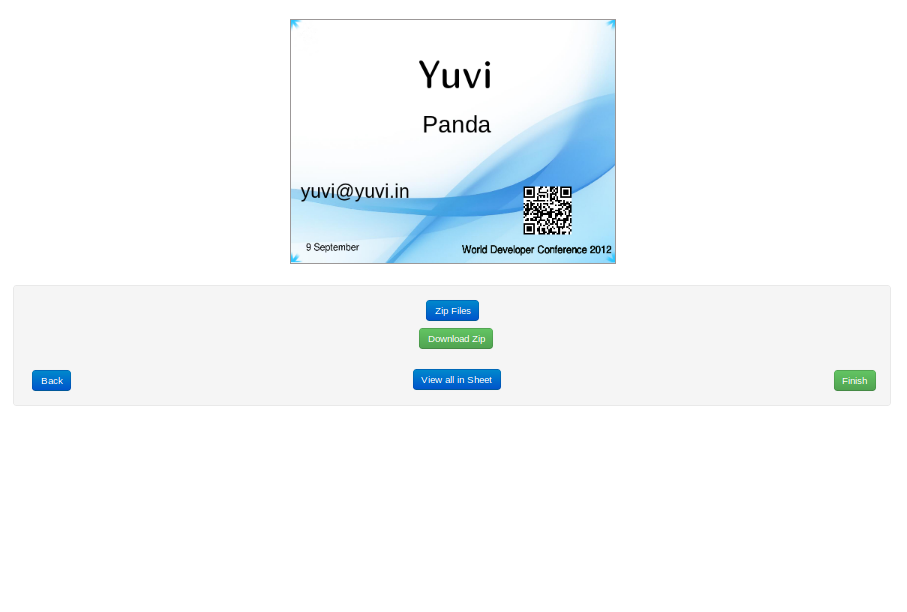 Yuvi
Panda
yuvi@yuvi.in
9 September
World Developer Conference 2012
Zip Files
Download Zip
Back
View all in Sheet
Finish